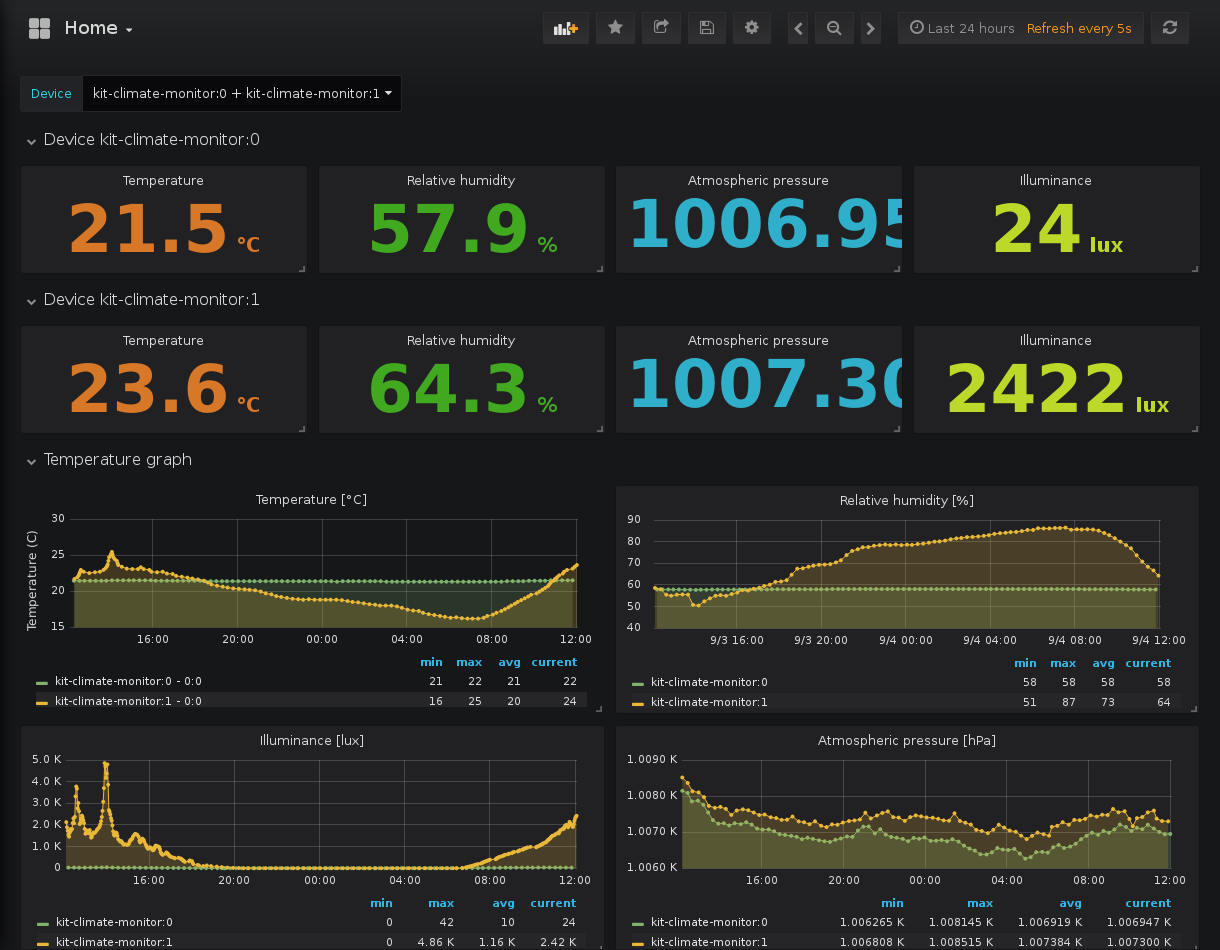 Home
Last 24 hours Refresh every 5s
Device kit-climate-monitor:0 + kit-climate-monitor:1
Device kit-climate-monitor:0
Temperature Relative humidity Atmospheric pressure Illuminance
21.5 °C 57.9 % 1006.95 24 lux
Device kit-climate-monitor:1
Temperature Relative humidity Atmospheric pressure Illuminance
23.6 °C 64.3 % 1007.30 2422 lux
Temperature graph
Temperature [°C]
Temperature (C)
30
25
20
15
16:00 20:00 00:00 04:00 08:00 12:00
min max avg current
kit-climate-monitor:0 - 0:0 21 22 21 22
kit-climate-monitor:1 - 0:0 16 25 20 24
Relative humidity [%]
90
80
70
60
50
40
9/3 16:00 9/3 20:00 9/4 00:00 9/4 04:00 9/4 08:00 9/4 12:00
min max avg current
kit-climate-monitor:0 58 58 58 58
kit-climate-monitor:1 51 87 73 64
Illuminance [lux]
5.0 K
4.0 K
3.0 K
2.0 K
1.0 K
0
16:00 20:00 00:00 04:00 08:00 12:00
min max avg current
kit-climate-monitor:0 0 42 10 24
kit-climate-monitor:1 0 4.86 K 1.16 K 2.42 K
Atmospheric pressure [hPa]
1.0090 K
1.0080 K
1.0070 K
1.0060 K
16:00 20:00 00:00 04:00 08:00 12:00
min max avg current
kit-climate-monitor:0 1.006265 K 1.008145 K 1.006919 K 1.006947 K
kit-climate-monitor:1 1.006808 K 1.008515 K 1.007384 K 1.007300 K